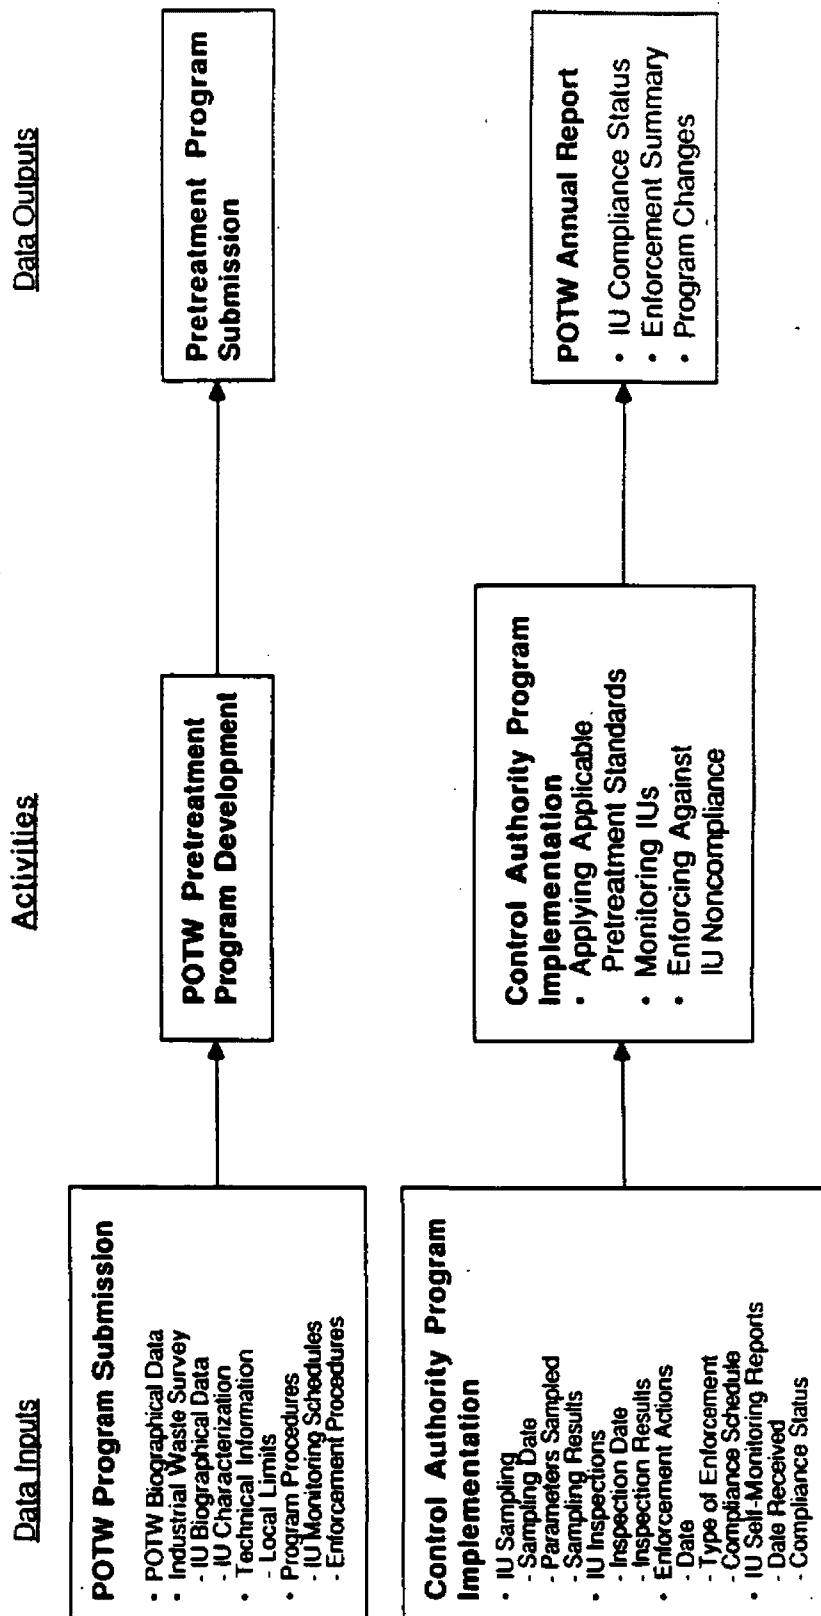 Data Inputs
Activities
Data Outputs
POTW Program Submission
• POTW Biographical Data
• Industrial Waste Survey
- IU Biographical Data
- IU Characterization
• Technical Information
- Local Limits
• Program Procedures
- IU Monitoring Schedules
- Enforcement Procedures
POTW Pretreatment
Program Development
Pretreatment Program
Submission
Control Authority Program
Implementation
• IU Sampling
- Sampling Date
- Parameters Sampled
- Sampling Results
• IU Inspections
- Inspection Date
- Inspection Results
• Enforcement Actions
- Date
- Type of Enforcement
- Compliance Schedule
• IU Self-Monitoring Reports
- Date Received
- Compliance Status
Control Authority Program
Implementation
• Applying Applicable
Pretreatment Standards
• Monitoring IUs
• Enforcing Against
IU Noncompliance
POTW Annual Report
• IU Compliance Status
• Enforcement Summary
• Program Changes